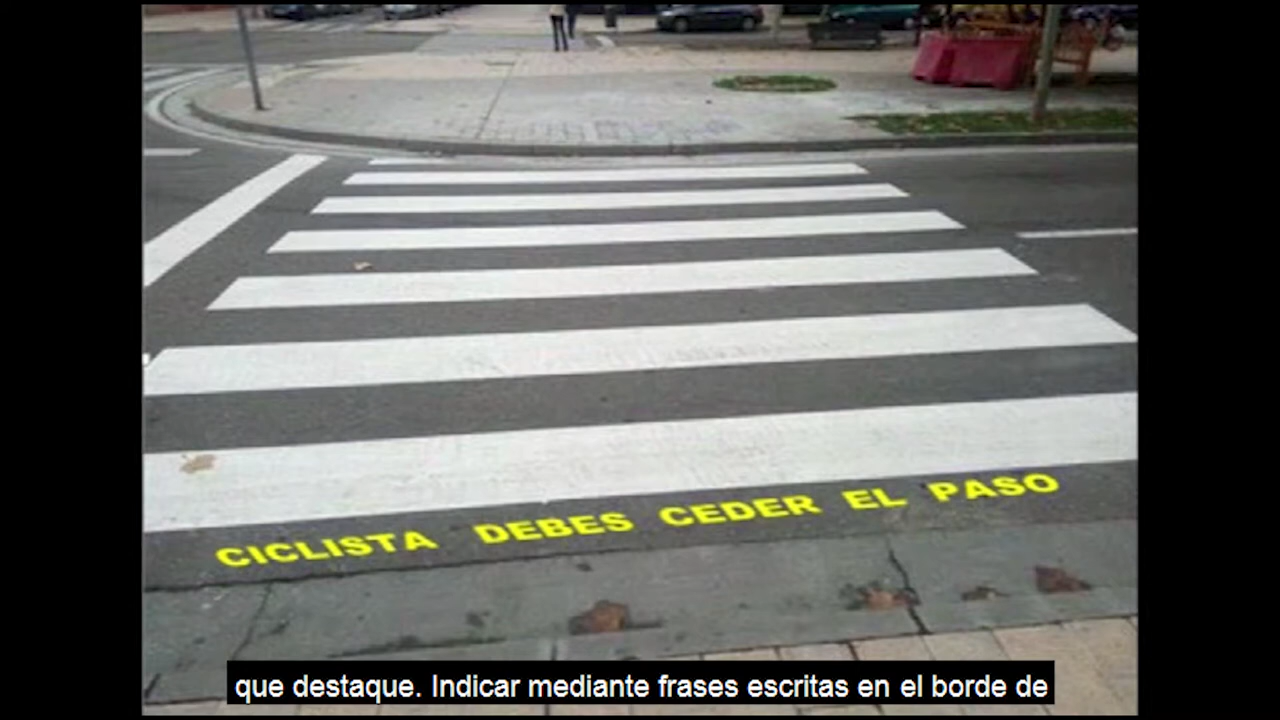 CICLISTA DEBES CEDER EL PASO
que destaque. Indicar mediante frases escritas en el borde de